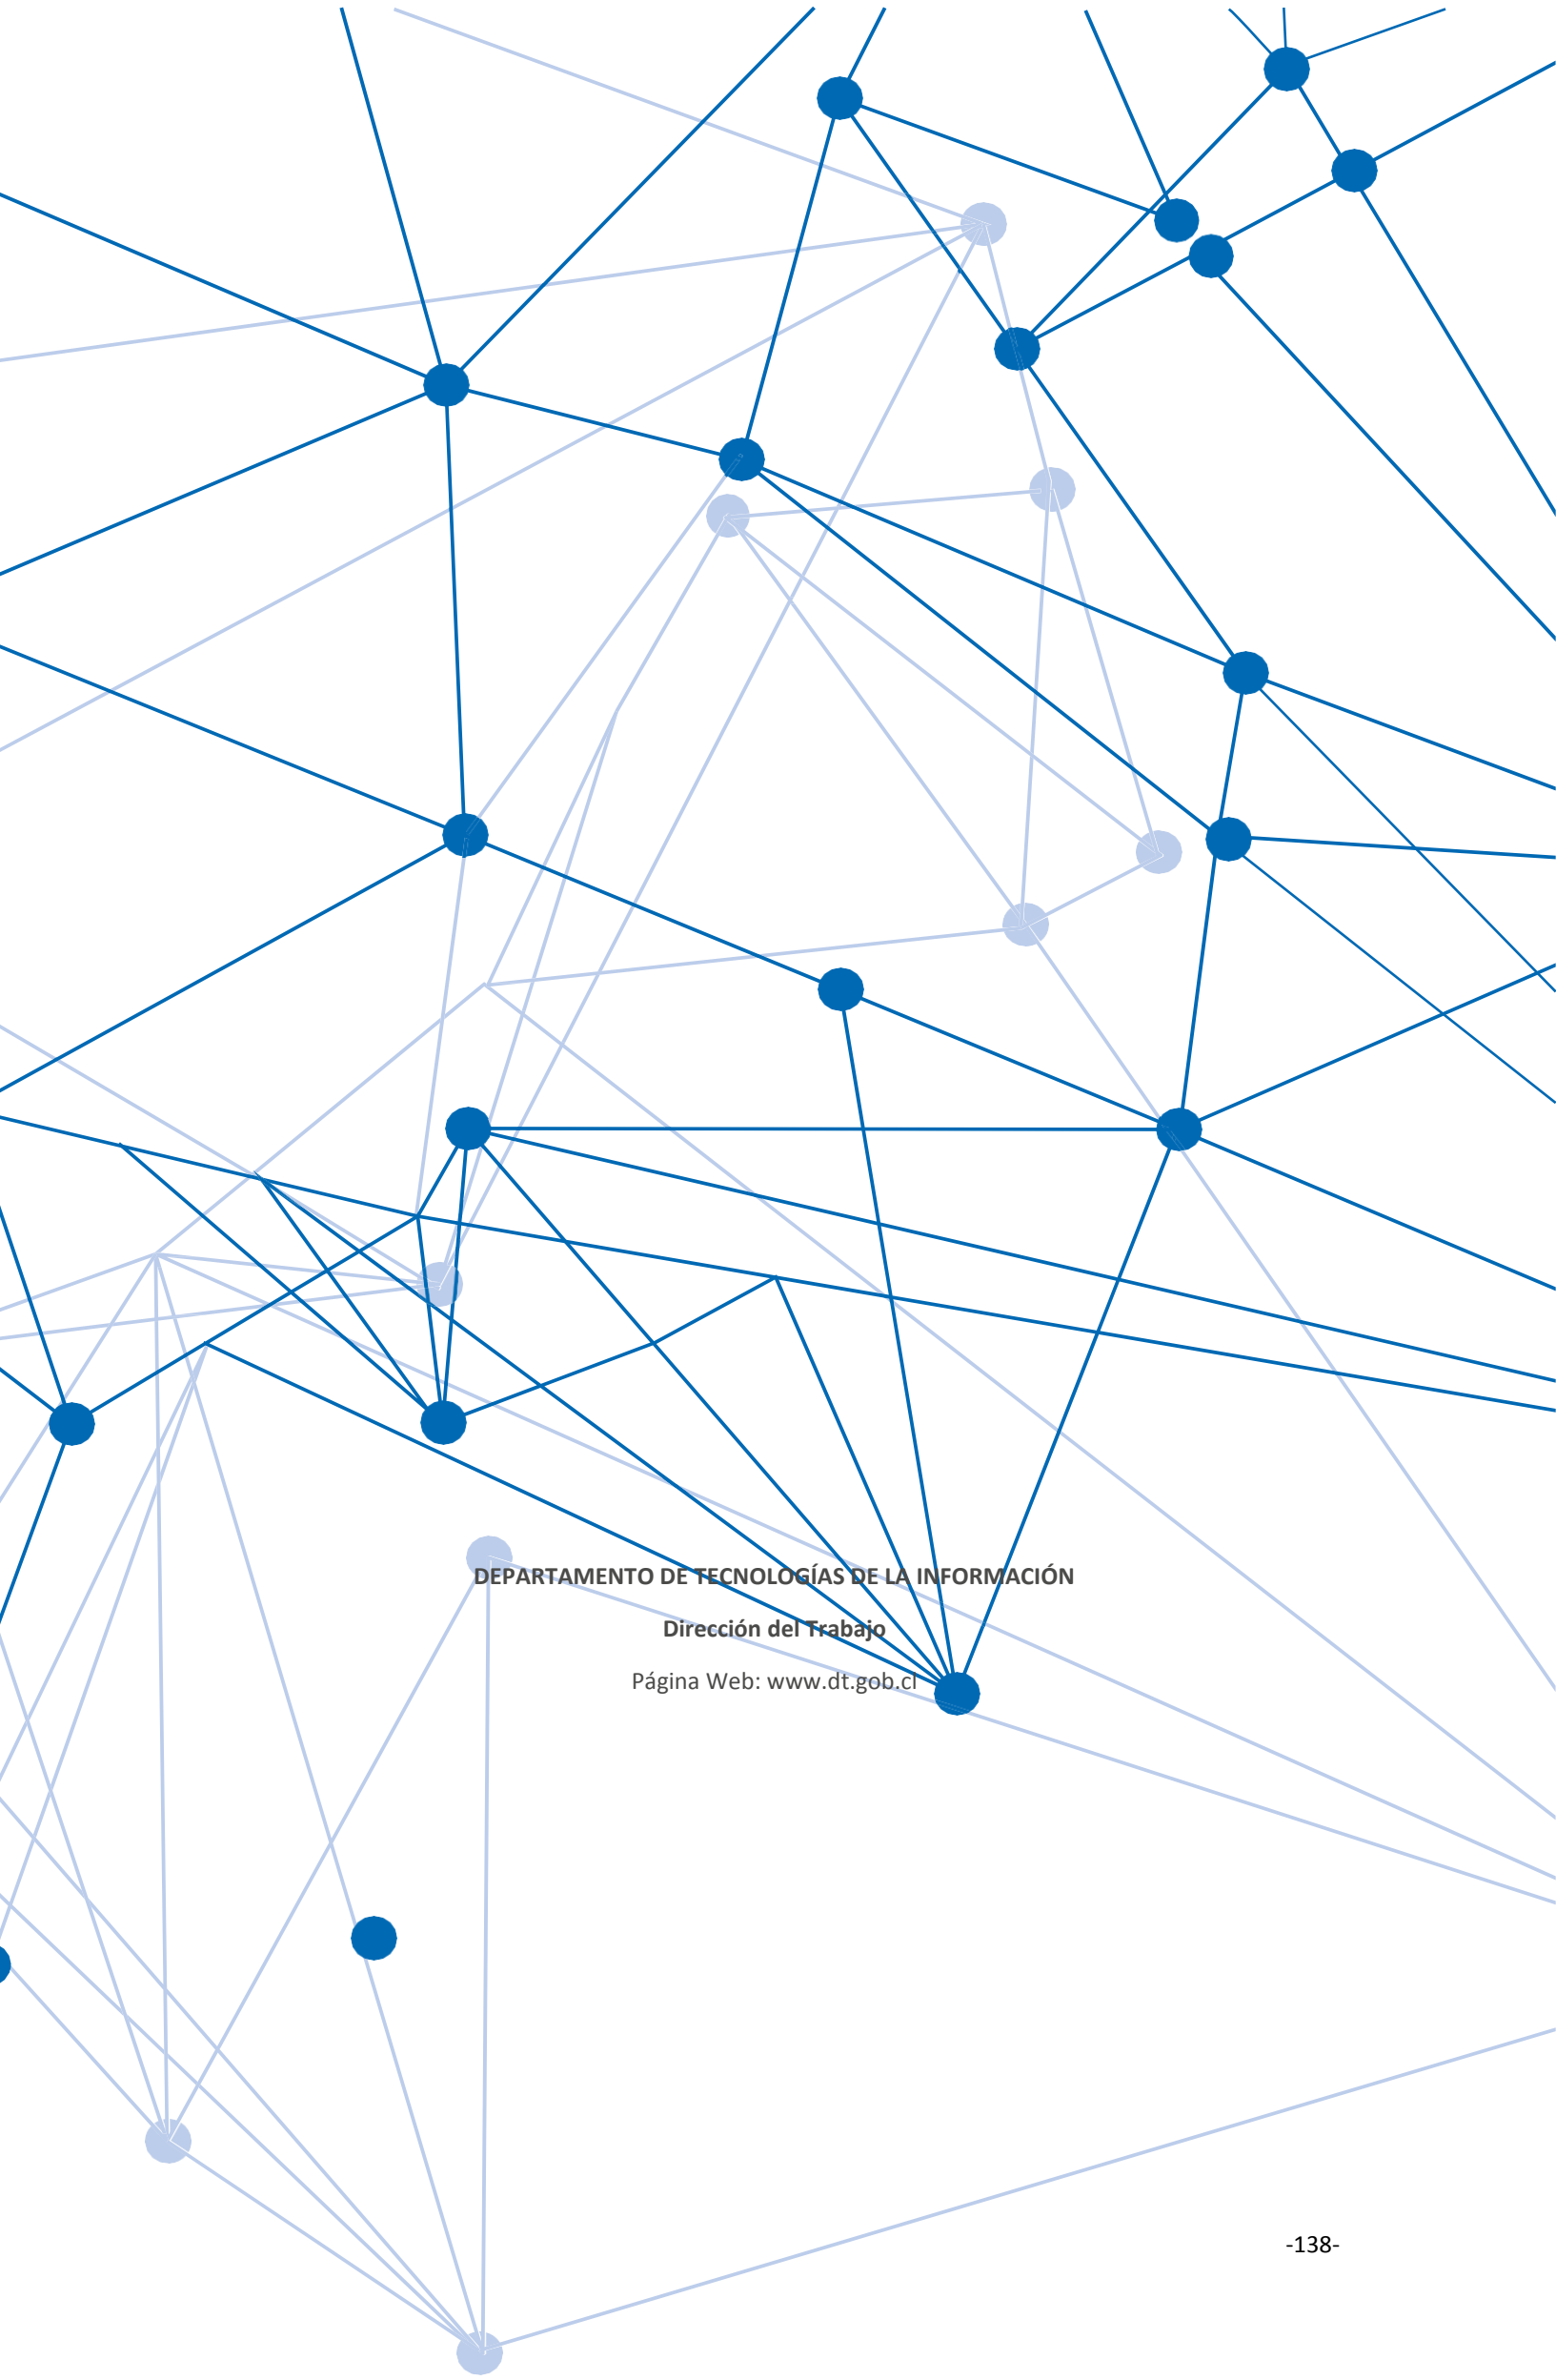 DEPARTAMENTO DE TECNOLOGÍAS DE LA INFORMACIÓN
Dirección del Trabajo
Página Web: www.dt.gob.cl
-138-